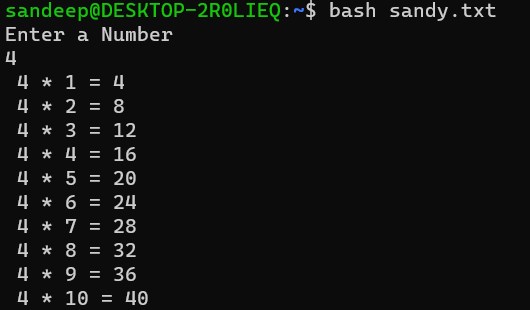 sandeep@DESKTOP-2R0LIEQ:~$ bash sandy.txt
Enter a Number
4
 4 * 1 = 4
 4 * 2 = 8
 4 * 3 = 12
 4 * 4 = 16
 4 * 5 = 20
 4 * 6 = 24
 4 * 7 = 28
 4 * 8 = 32
 4 * 9 = 36
 4 * 10 = 40